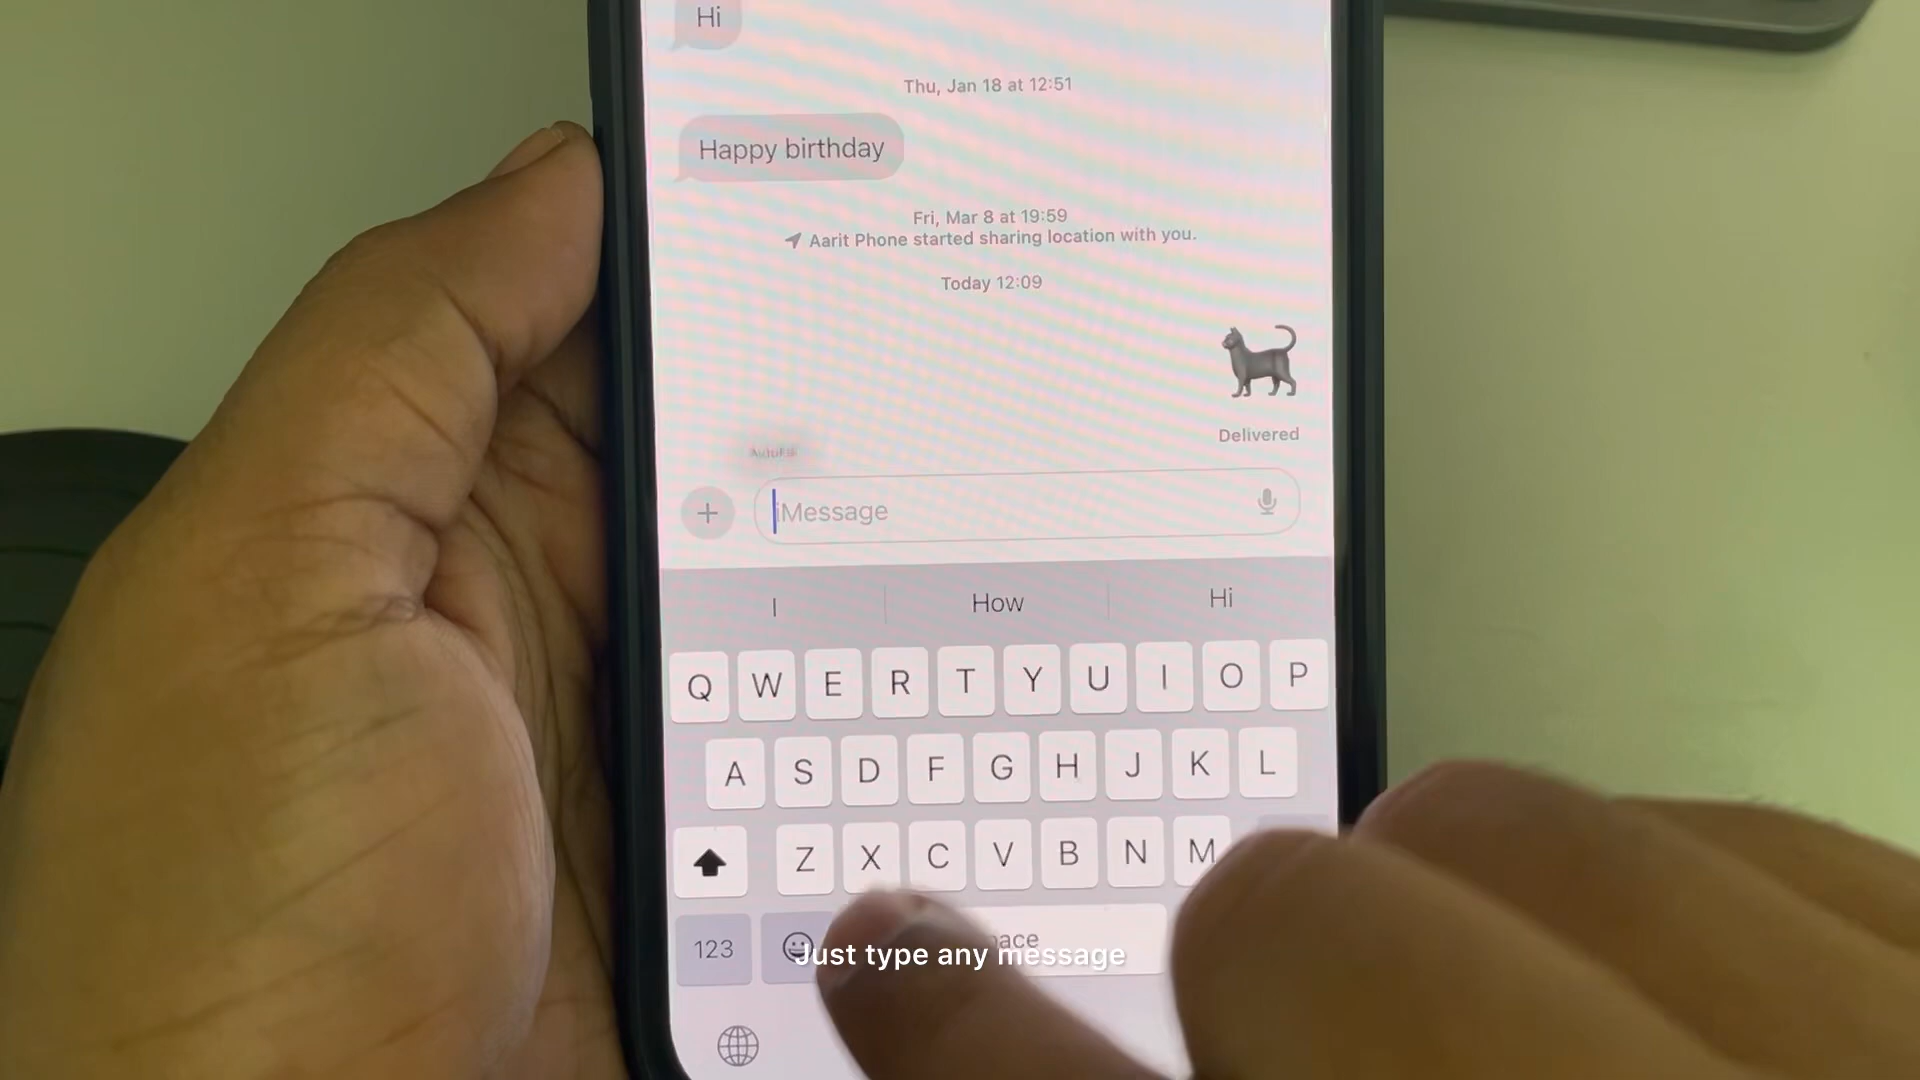 Hi
Thu, Jan 18 at 12:51
Happy birthday
Fri, Mar 8 at 19:59
Aarit Phone started sharing location with you.
Today 12:09
Delivered
iMessage
I How Hi
Q W E R T Y U I O P
A S D F G H J K L
Z X C V B N M
123
Just type any message